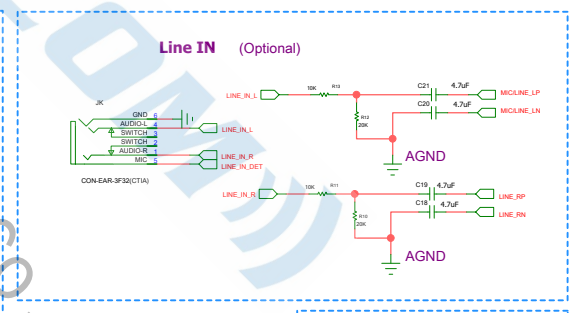 Line IN (Optional)
JK
GND 6
AUDIO-L 4
SWITCH 3
SWITCH 2
AUDIO-R 1
MIC 5
LINE_IN_L
LINE_IN_R
LINE_IN_DET
CON-EAR-3F32(CTIA)
LINE_IN_L
10K
R13
R12
20K
C21 4.7uF
MIC/LINE_LP
C20 4.7uF
MIC/LINE_LN
AGND
LINE_IN_R
10K
R11
R10
20K
C19 4.7uF
LINE_RP
C18 4.7uF
LINE_RN
AGND